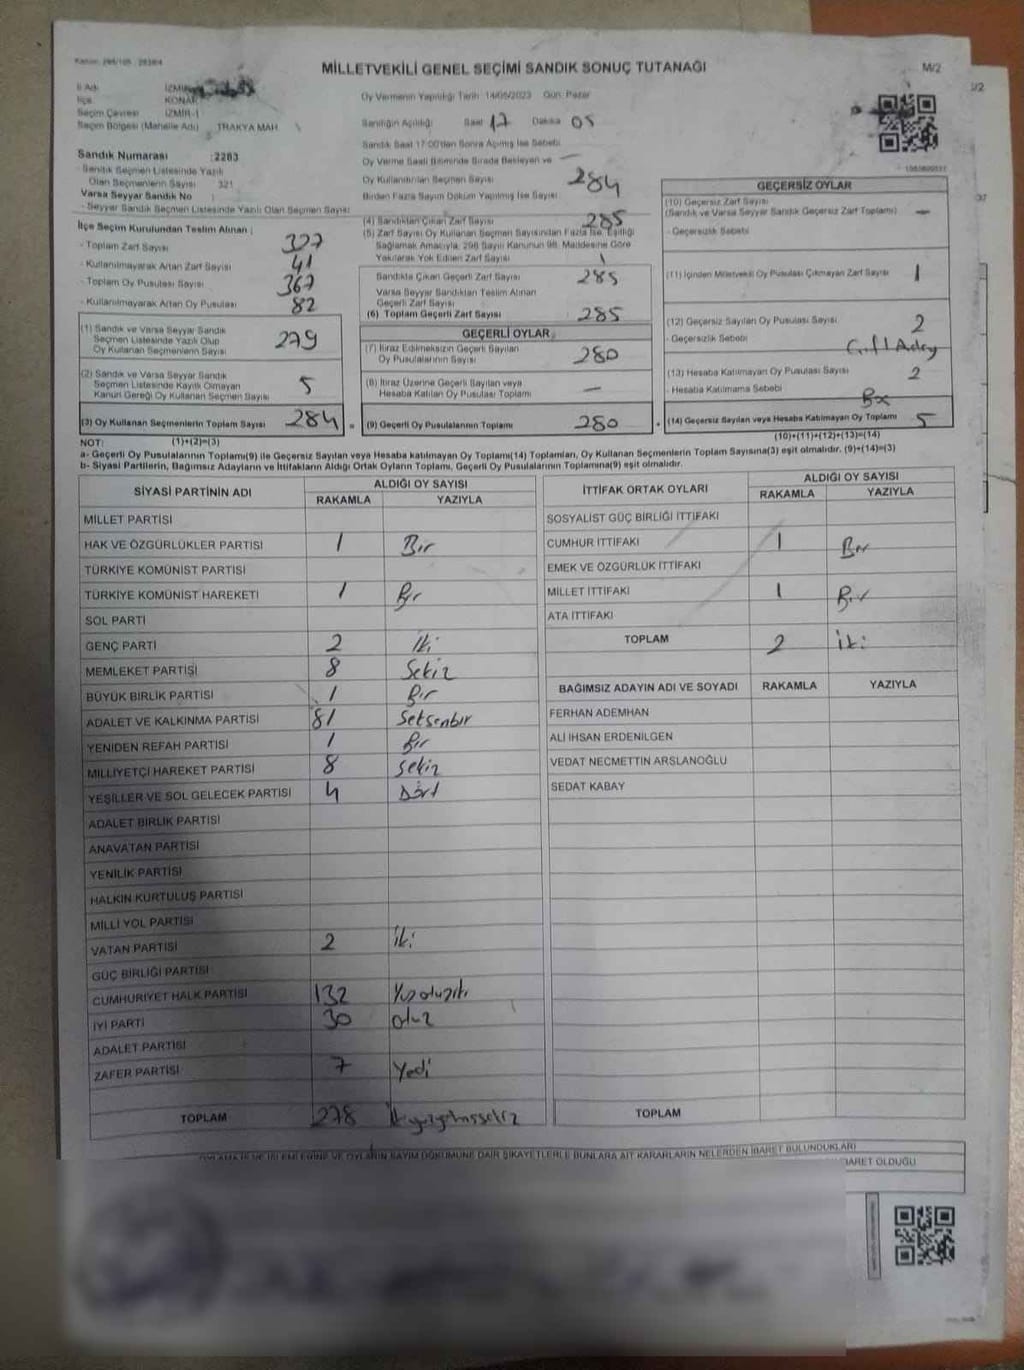 MİLLETVEKİLİ GENEL SEÇİMİ SANDIK SONUÇ TUTANAĞI
M/2
İl Adı İZMİR
İlçe KONAK
Seçim Çevresi İZMİR-1
Seçim Bölgesi (Mahalle Adı) TRAKYA MAH
Oy Vermenin Yapıldığı Tarih 14/05/2023 Gün Pazar
Sandığın Açıldığı Saat 17 Dakika 05
Sandık Saat 17:00'den Sonra Açılmış İse Sebebi
Sandık Numarası :2283
- Sandık Seçmen Listesinde Yazılı
Olan Seçmenlerin Sayısı 321
Varsa Seyyar Sandık No :
- Seyyar Sandık Seçmen Listesinde Yazılı Olan Seçmen Sayısı
Oy Verme Saati Bitiminde Sırada Bekleyen ve —
Oy Kullandırılan Seçmen Sayısı 284
Birden Fazla Sayım Döküm Yapılmış İse Sayısı
İlçe Seçim Kurulundan Teslim Alınan :
- Toplam Zarf Sayısı 327
- Kullanılmayarak Artan Zarf Sayısı 41
- Toplam Oy Pusulası Sayısı 367
- Kullanılmayarak Artan Oy Pusulası 82
(1) Sandık ve Varsa Seyyar Sandık
Seçmen Listesinde Yazılı Olup
Oy Kullanan Seçmenlerin Sayısı 279
(2) Sandık ve Varsa Seyyar Sandık
Seçmen Listesinde Kayıtlı Olmayan
Kanun Gereği Oy Kullanan Seçmen Sayısı 5
(3) Oy Kullanan Seçmenlerin Toplam Sayısı 284
(4) Sandıktan Çıkan Zarf Sayısı 285
(5) Zarf Sayısı Oy Kullanan Seçmen Sayısından Fazla İse, Eşitliği
Sağlamak Amacıyla, 298 Sayılı Kanunun 98. Maddesine Göre
Yakılarak Yok Edilen Zarf Sayısı
Sandıkta Çıkan Geçerli Zarf Sayısı 285
Varsa Seyyar Sandıktan Teslim Alınan
Geçerli Zarf Sayısı
(6) Toplam Geçerli Zarf Sayısı 285
GEÇERLİ OYLAR
(7) İtiraz Edilmeksizin Geçerli Sayılan
Oy Pusulalarının Sayısı 280
(8) İtiraz Üzerine Geçerli Sayılan veya
Hesaba Katılan Oy Pusulası Toplamı —
= (9) Geçerli Oy Pusulalarının Toplamı 280
GEÇERSİZ OYLAR
(10) Geçersiz Zarf Sayısı
(Sandık ve Varsa Seyyar Sandık Geçersiz Zarf Toplamı) —
- Geçersizlik Sebebi
(11) İçinden Milletvekili Oy Pusulası Çıkmayan Zarf Sayısı 1
(12) Geçersiz Sayılan Oy Pusulası Sayısı 2
- Geçersizlik Sebebi
(13) Hesaba Katılmayan Oy Pusulası Sayısı 2
- Hesaba Katılmama Sebebi
+ (14) Geçersiz Sayılan veya Hesaba Katılmayan Oy Toplamı 5
NOT: (1)+(2)=(3) (10)+(11)+(12)+(13)=(14)
a- Geçerli Oy Pusulalarının Toplamı(9) ile Geçersiz Sayılan veya Hesaba katılmayan Oy Toplamı(14) Toplamları, Oy Kullanan Seçmenlerin Toplam Sayısına(3) eşit olmalıdır. (9)+(14)=(3)
b- Siyasi Partilerin, Bağımsız Adayların ve İttifakların Aldığı Ortak Oyların Toplamı, Geçerli Oy Pusulalarının Toplamına(9) eşit olmalıdır.
SİYASİ PARTİNİN ADI ALDIĞI OY SAYISI
RAKAMLA YAZIYLA
MİLLET PARTİSİ
HAK VE ÖZGÜRLÜKLER PARTİSİ 1 Bir
TÜRKİYE KOMÜNİST PARTİSİ
TÜRKİYE KOMÜNİST HAREKETİ 1 Bir
SOL PARTİ
GENÇ PARTİ 2 İki
MEMLEKET PARTİSİ 8 Sekiz
BÜYÜK BİRLİK PARTİSİ 1 Bir
ADALET VE KALKINMA PARTİSİ 81 Seksenbir
YENİDEN REFAH PARTİSİ 1 Bir
MİLLİYETÇİ HAREKET PARTİSİ 8 Sekiz
YEŞİLLER VE SOL GELECEK PARTİSİ 4 Dört
ADALET BİRLİK PARTİSİ
ANAVATAN PARTİSİ
YENİLİK PARTİSİ
HALKIN KURTULUŞ PARTİSİ
MİLLİ YOL PARTİSİ
VATAN PARTİSİ 2 İki
GÜÇ BİRLİĞİ PARTİSİ
CUMHURİYET HALK PARTİSİ 132 Yüzotuziki
İYİ PARTİ 30 otuz
ADALET PARTİSİ
ZAFER PARTİSİ 7 Yedi
TOPLAM 278 İkiyüzyetmişsekiz
İTTİFAK ORTAK OYLARI ALDIĞI OY SAYISI
RAKAMLA YAZIYLA
SOSYALİST GÜÇ BİRLİĞİ İTTİFAKI
CUMHUR İTTİFAKI 1 Bir
EMEK VE ÖZGÜRLÜK İTTİFAKI
MİLLET İTTİFAKI 1 Bir
ATA İTTİFAKI
TOPLAM 2 İki
BAĞIMSIZ ADAYIN ADI VE SOYADI RAKAMLA YAZIYLA
FERHAN ADEMHAN
ALİ İHSAN ERDENİLGEN
VEDAT NECMETTİN ARSLANOĞLU
SEDAT KABAY
TOPLAM